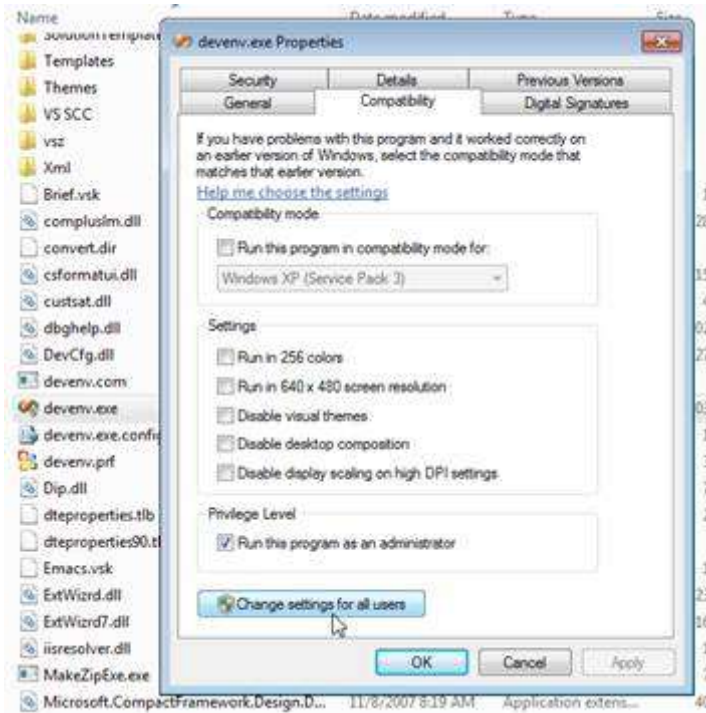 Name Date modified Type Size
SolutionTemplat
devenv.exe Properties
Templates
Themes
VS SCC
vsz
Xml
Brief.vsk
compluslm.dll
convert.dir
csformatui.dll
custsat.dll
dbghelp.dll
DevCfg.dll
devenv.com
devenv.exe
devenv.exe.config
devenv.prf
Dip.dll
dteproperties.tlb
dteproperties90.tl
Emacs.vsk
ExtWizrd.dll
ExtWizrd7.dll
iisresolver.dll
MakeZipExe.exe
Microsoft.CompactFramework.Design.D... 11/8/2007 8:19 AM Application extens...
Security Details Previous Versions
General Compatibility Digital Signatures
If you have problems with this program and it worked correctly on
an earlier version of Windows, select the compatibility mode that
matches that earlier version.
Help me choose the settings
Compatibility mode
Run this program in compatibility mode for:
Windows XP (Service Pack 3)
Settings
Run in 256 colors
Run in 640 x 480 screen resolution
Disable visual themes
Disable desktop composition
Disable display scaling on high DPI settings
Privilege Level
Run this program as an administrator
Change settings for all users
OK Cancel Apply